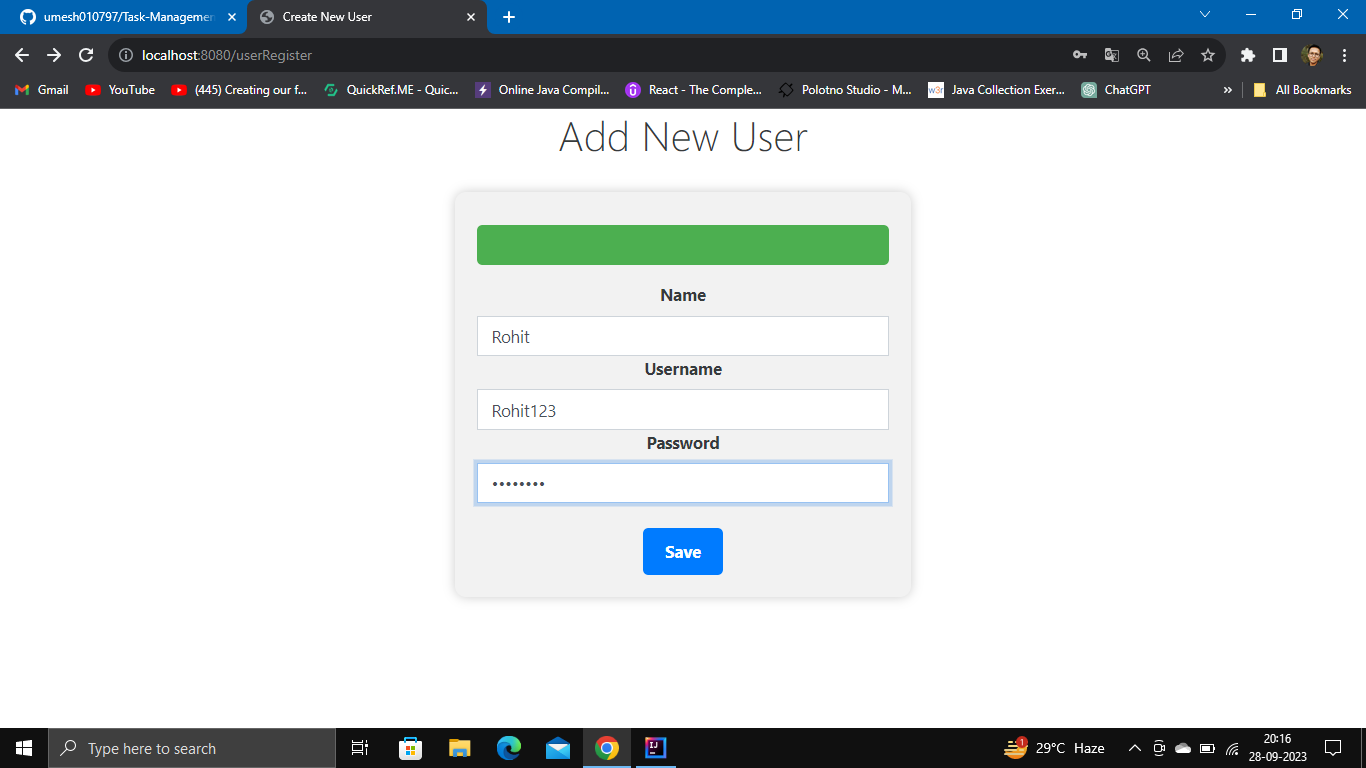 umesh010797/Task-Managemen
Create New User
localhost:8080/userRegister
Gmail
YouTube
(445) Creating our f...
QuickRef.ME - Quic...
Online Java Compil...
React - The Comple...
Polotno Studio - M...
w3r
Java Collection Exer...
ChatGPT
»
All Bookmarks
Add New User
Name
Rohit
Username
Rohit123
Password
••••••••
Save
Type here to search
1
29°C Haze
20:16
28-09-2023